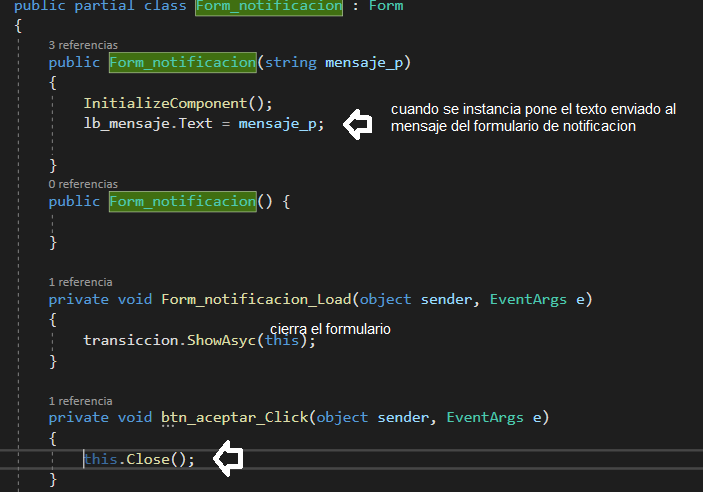 public partial class Form_notificacion : Form
{
3 referencias
public Form_notificacion(string mensaje_p)
{
InitializeComponent();
lb_mensaje.Text = mensaje_p;
cuando se instancia pone el texto enviado al
mensaje del formulario de notificacion
}
0 referencias
public Form_notificacion() {
}
1 referencia
private void Form_notificacion_Load(object sender, EventArgs e)
{
cierra el formulario
transiccion.ShowAsyc(this);
}
1 referencia
private void btn_aceptar_Click(object sender, EventArgs e)
{
this.Close();
}